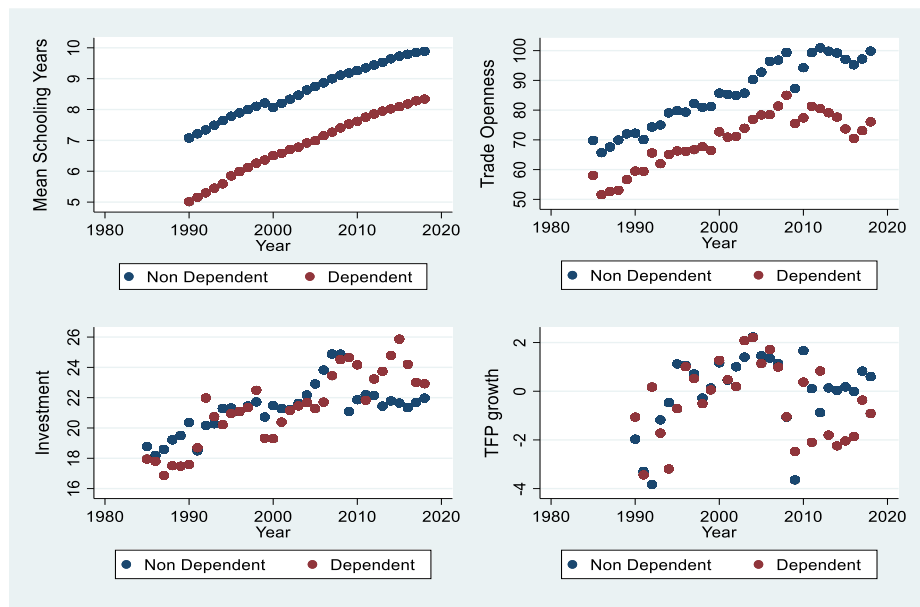 Mean Schooling Years
10
9
8
7
6
5
1980 1990 2000 2010 2020
Year
Non Dependent Dependent
Trade Openness
100
90
80
70
60
50
1980 1990 2000 2010 2020
Year
Non Dependent Dependent
Investment
26
24
22
20
18
16
1980 1990 2000 2010 2020
Year
Non Dependent Dependent
TFP growth
2
0
-2
-4
1980 1990 2000 2010 2020
Year
Non Dependent Dependent